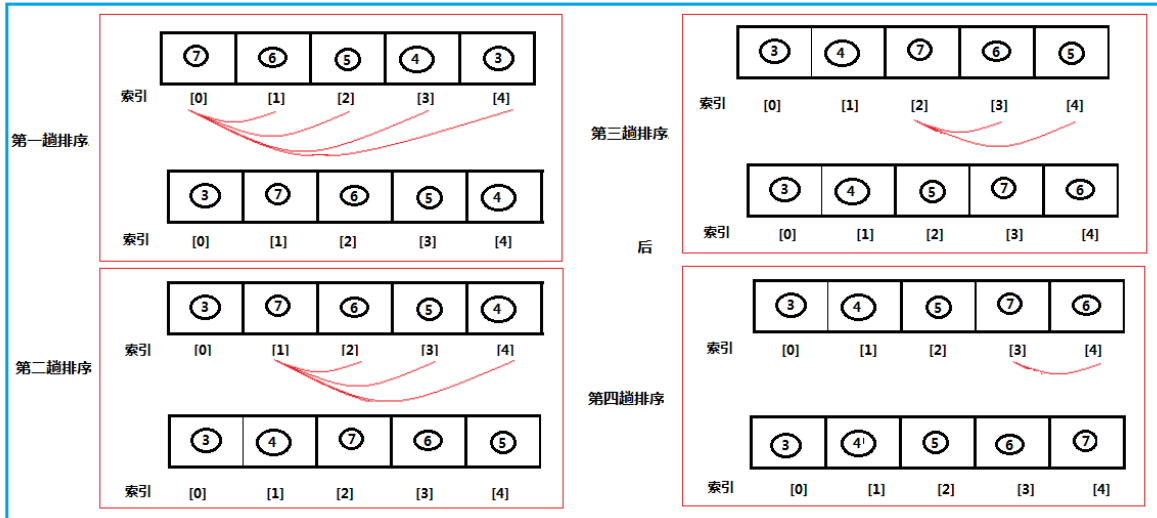 7 6 5 4 3
索引 [0] [1] [2] [3] [4]
第一趟排序
3 7 6 5 4
索引 [0] [1] [2] [3] [4]
3 7 6 5 4
索引 [0] [1] [2] [3] [4]
第二趟排序
3 4 7 6 5
索引 [0] [1] [2] [3] [4]
3 4 7 6 5
索引 [0] [1] [2] [3] [4]
第三趟排序
3 4 5 7 6
索引 [0] [1] [2] [3] [4]
后
3 4 5 7 6
索引 [0] [1] [2] [3] [4]
第四趟排序
3 4 5 6 7
索引 [0] [1] [2] [3] [4]